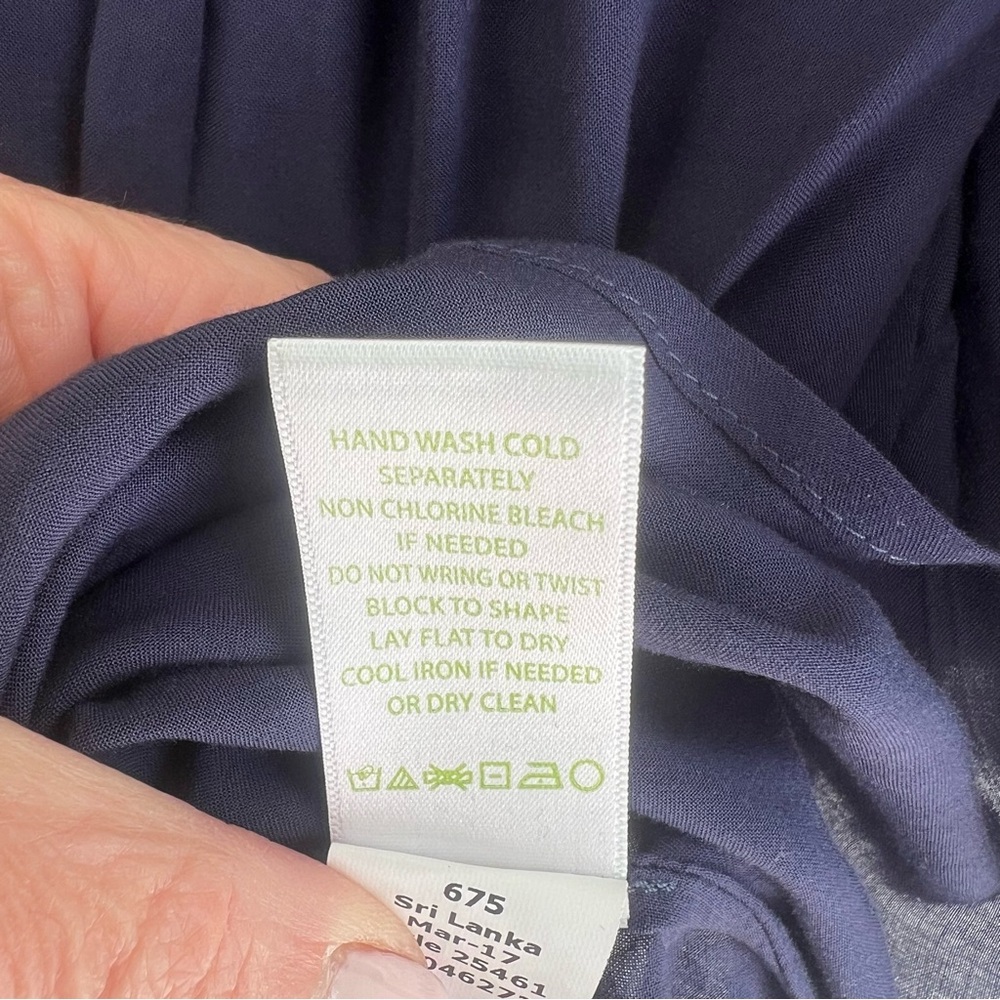 HAND WASH COLD
SEPARATELY
NON CHLORINE BLEACH
IF NEEDED
DO NOT WRING OR TWIST
BLOCK TO SHAPE
LAY FLAT TO DRY
COOL IRON IF NEEDED
OR DRY CLEAN
675
Sri Lanka
Mar-17
25461